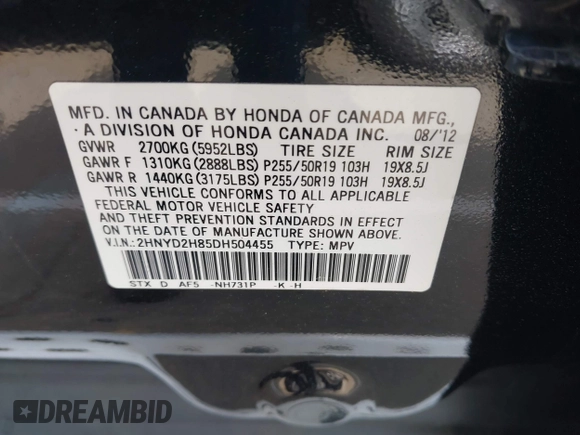 MFD. IN CANADA BY HONDA OF CANADA MFG.,
A DIVISION OF HONDA CANADA INC. 08/'12
GVWR 2700KG (5952LBS) TIRE SIZE RIM SIZE
GAWR F 1310KG (2888LBS) P255/50R19 103H 19X8.5J
GAWR R 1440KG (3175LBS) P255/50R19 103H 19X8.5J
THIS VEHICLE CONFORMS TO ALL APPLICABLE
FEDERAL MOTOR VEHICLE SAFETY
AND THEFT PREVENTION STANDARDS IN EFFECT
ON THE DATE OF MANUFACTURE SHOWN ABOVE.
V.I.N.: 2HNYD2H85DH504455 TYPE: MPV
STX D AF5 -NH731P -K -H
DREAMBID